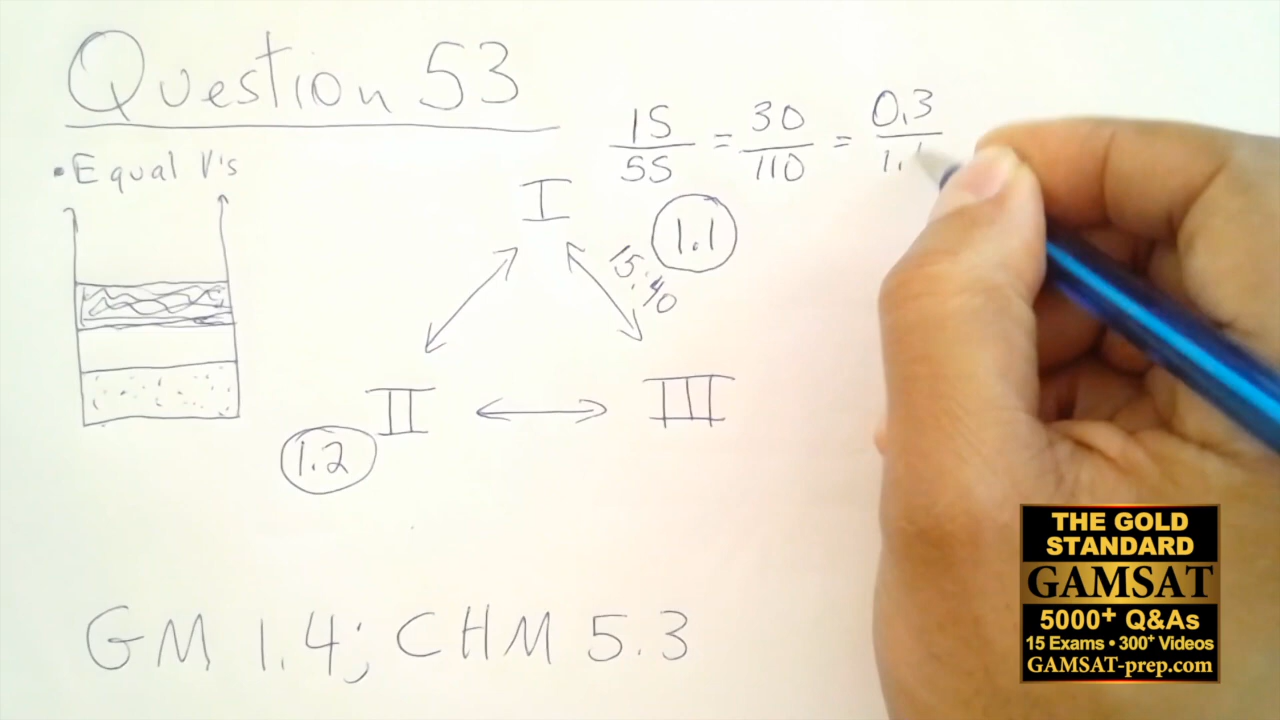 Question 53
15/55 = 30/110 = 0.3/1.1
• Equal V's
I
1.1
15:40
II
III
1.2
GM 1.4; CHM 5.3
THE GOLD
STANDARD
GAMSAT
5000+ Q&As
15 Exams • 300+ Videos
GAMSAT-prep.com